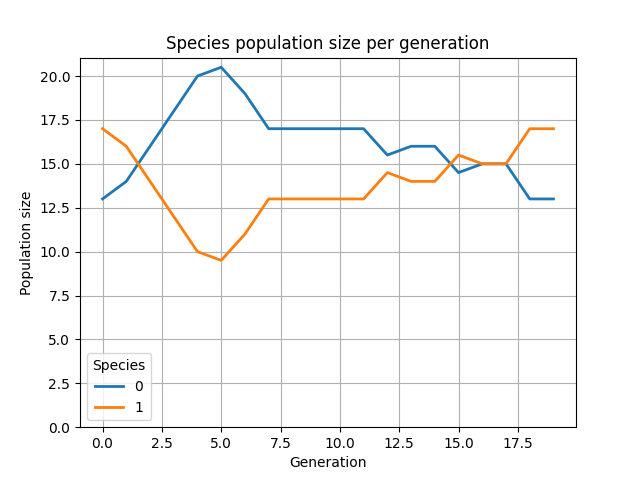 Species population size per generation
Population size
20.0
17.5
15.0
12.5
10.0
7.5
5.0
2.5
0.0
Species
0
1
0.0 2.5 5.0 7.5 10.0 12.5 15.0 17.5
Generation